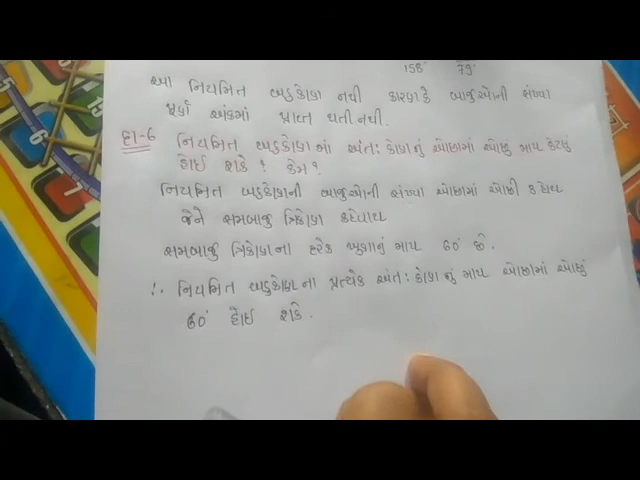 158° 79°
આ નિયમિત બહુકોણ નથી કારણ કે બાજુઓની સંખ્યા
પૂર્ણ અંકમાં પ્રાપ્ત થતી નથી.
દા-6 નિયમિત બહુકોણમાં અંત:કોણનું ઓછામાં ઓછું માપ કેટલું
હોઈ શકે? કેમ?
નિયમિત બહુકોણની બાજુઓની સંખ્યા ઓછામાં ઓછી ૩ હોય
જેને સમબાજુ ત્રિકોણ કહેવાય
સમબાજુ ત્રિકોણના દરેક ખુણાનું માપ 60° છે.
∴ નિયમિત બહુકોણના પ્રત્યેક અંત:કોણનું માપ ઓછામાં ઓછું
60° હોઈ શકે.